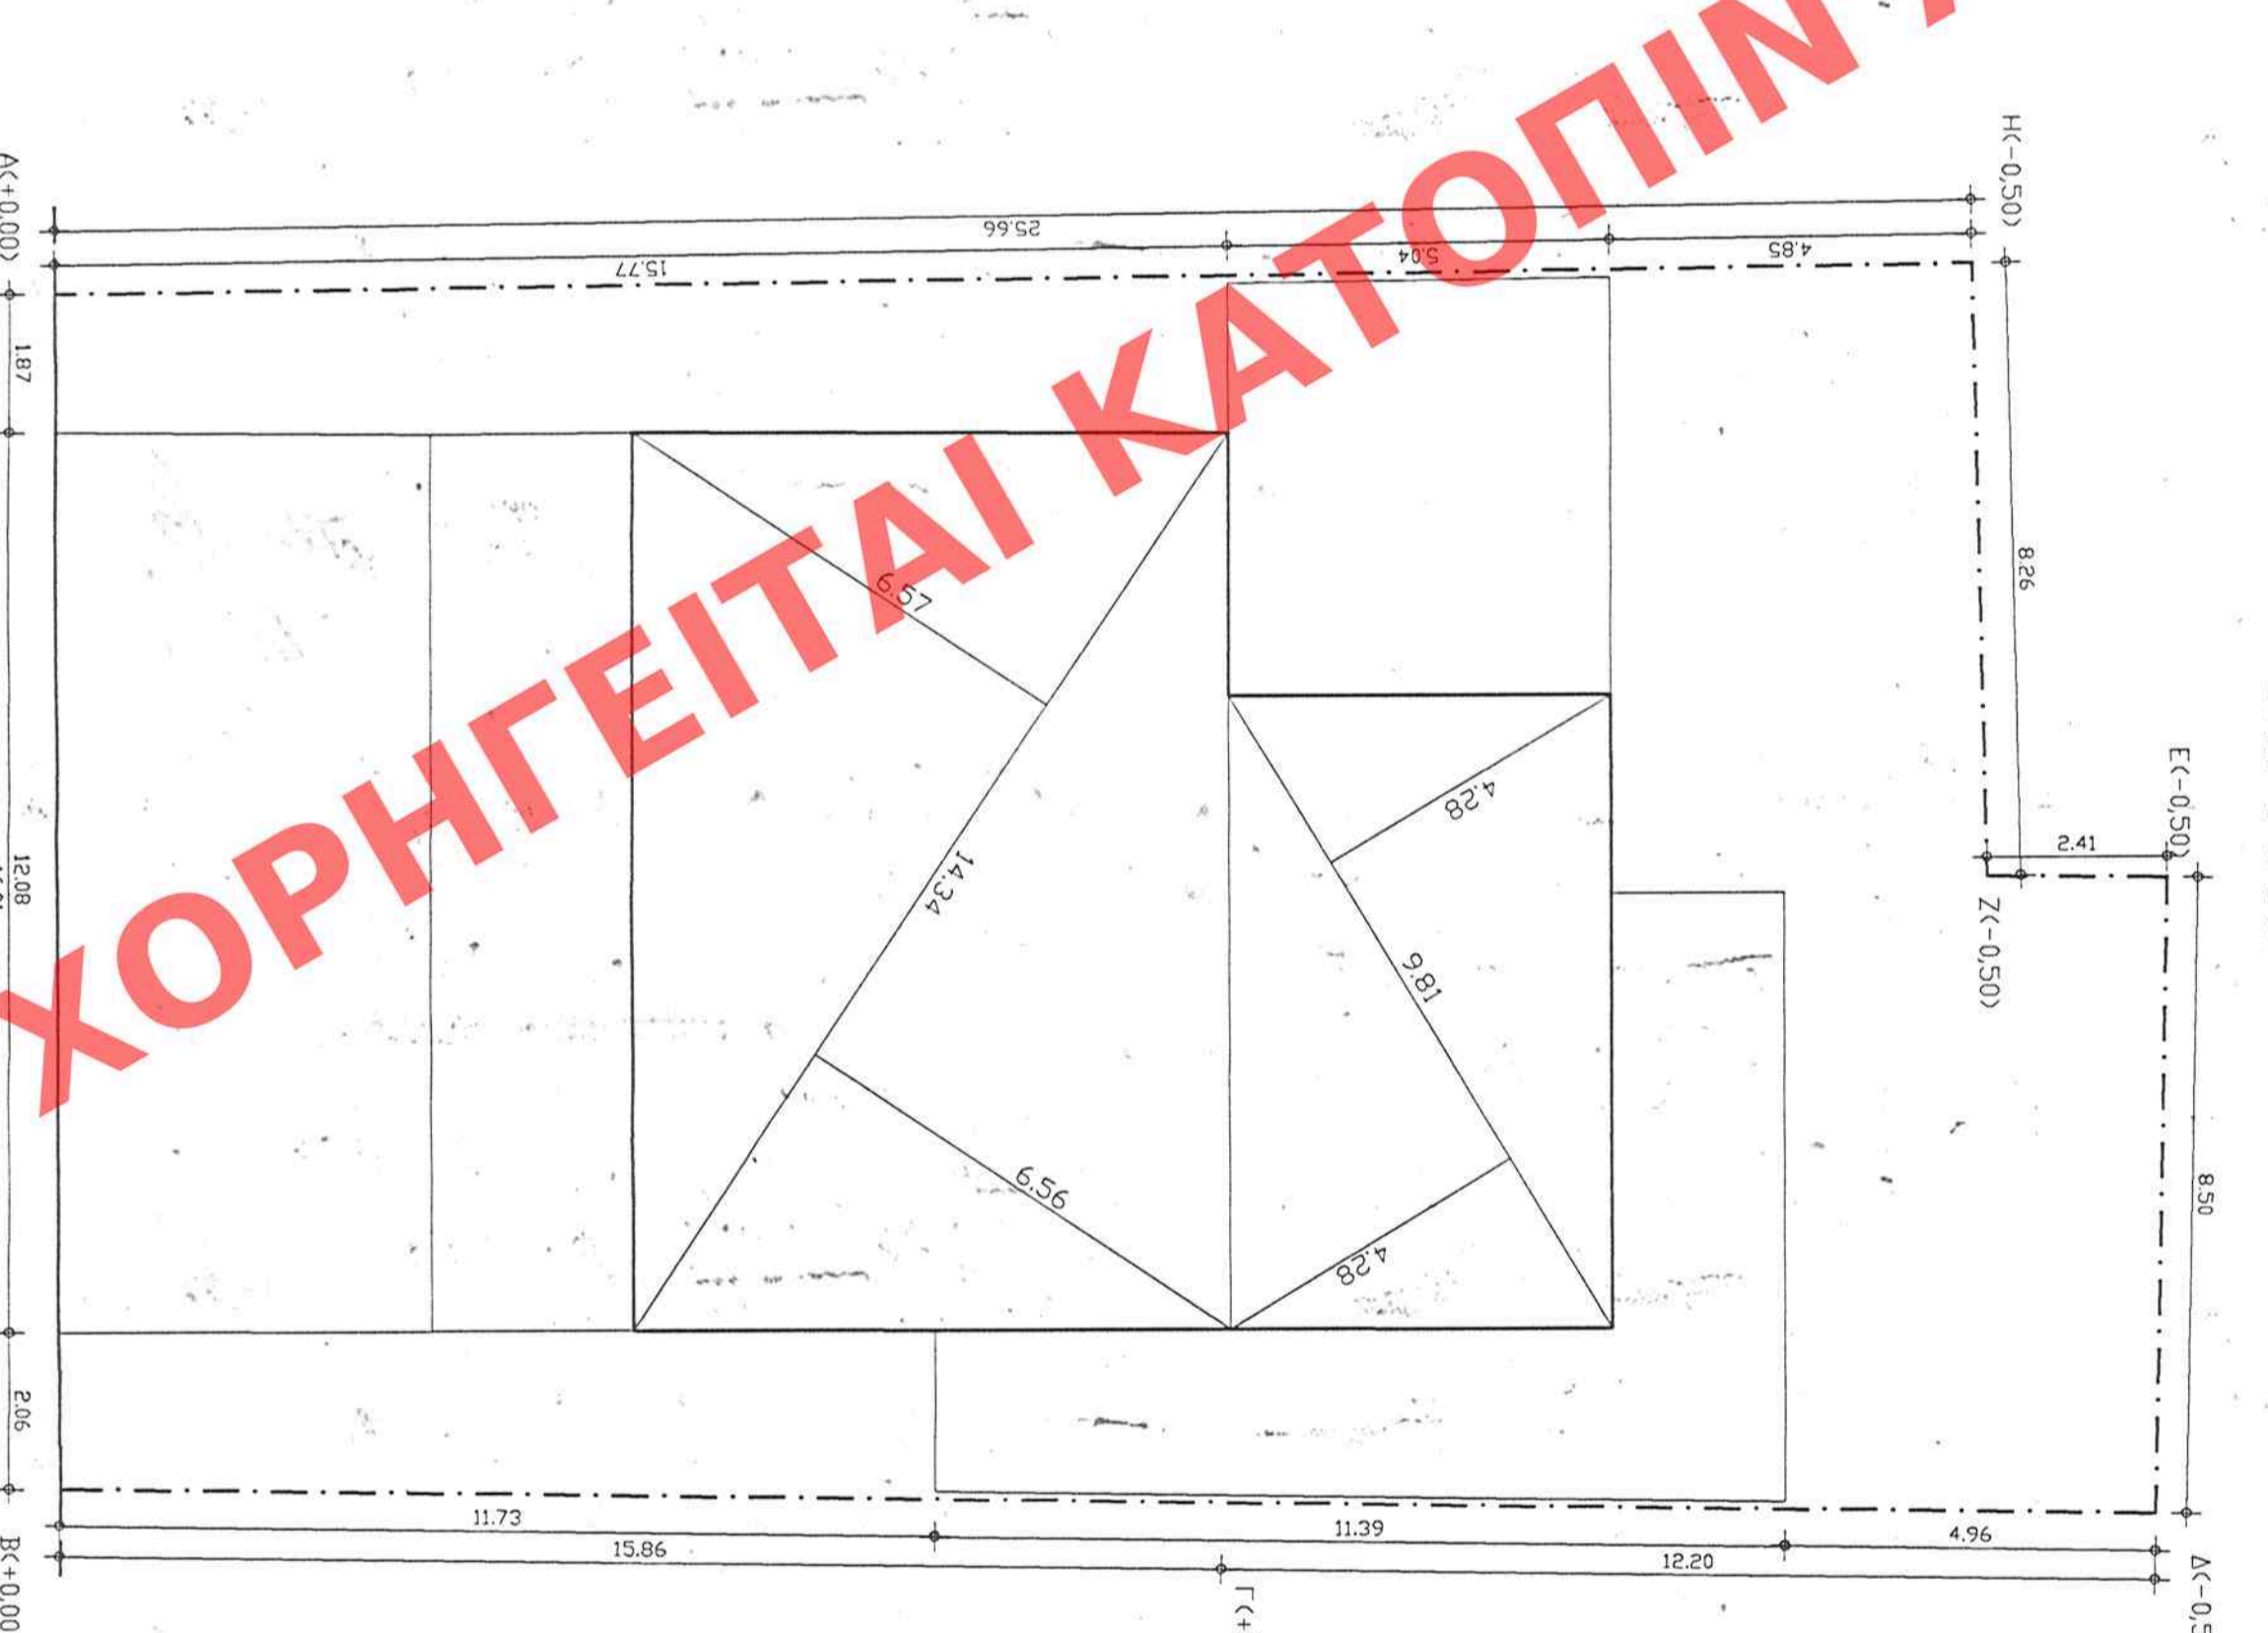 ΧΟΡΗΓΕΙΤΑΙ ΚΑΤΟΠΙΝ
Η(-0,50)
25.66
15.77
5.04
4.85
Α(+0,00)
1.87
8.26
Ε(-0,50)
2.41
Ζ(-0,50)
6.57
4.28
14.34
9.81
12.08
6.56
4.28
8.50
2.06
11.73
11.39
4.96
15.86
12.20
Β(+0,00
Γ(+
Δ(-0,5